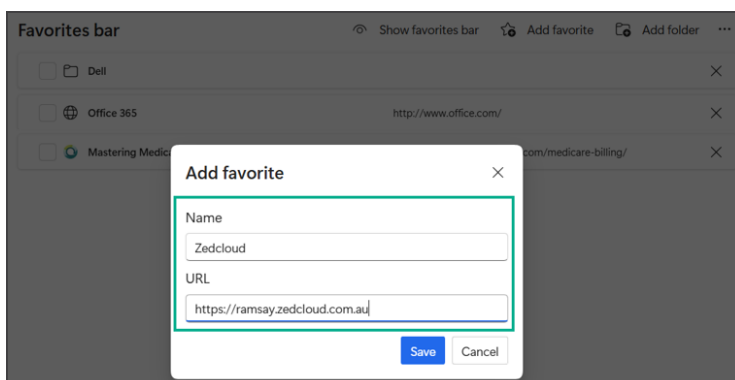 Favorites bar Show favorites bar Add favorite Add folder
Dell
Office 365 http://www.office.com/
Mastering com/medicare-billing/
Add favorite
Name
Zedcloud
URL
https://ramsay.zedcloud.com.au
Save Cancel